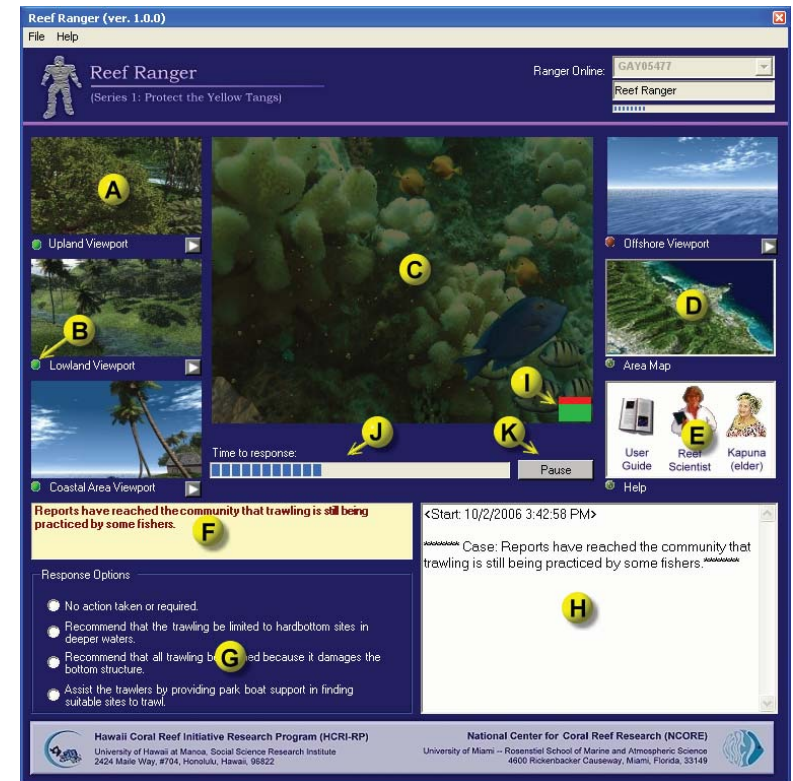 Reef Ranger (ver. 1.0.0)
File Help
Reef Ranger
(Series 1: Protect the Yellow Tangs)
Ranger Online:
GAY05477
Reef Ranger
A
Upland Viewport
B
Lowland Viewport
Coastal Area Viewport
C
I
J
K
Time to response:
Pause
Offshore Viewport
D
Area Map
E
User
Guide
Reef
Scientist
Kapuna
(elder)
Help
Reports have reached the community that trawling is still being
practiced by some fishers.
F
Response Options
No action taken or required.
Recommend that the trawling be limited to hardbottom sites in
deeper waters.
Recommend that all trawling because it damages the
bottom structure.
G
Assist the trawlers by providing park boat support in finding
suitable sites to trawl.
<Start: 10/2/2006 3:42:58 PM>
******* Case: Reports have reached the community that
trawling is still being practiced by some fishers.*******
H
Hawaii Coral Reef Initiative Research Program (HCRI-RP)
University of Hawaii at Manoa, Social Science Research Institute
2424 Maile Way, #704, Honolulu, Hawaii, 96822
National Center for Coral Reef Research (NCORE)
University of Miami -- Rosenstiel School of Marine and Atmospheric Science
4600 Rickenbacker Causeway, Miami, Florida, 33149